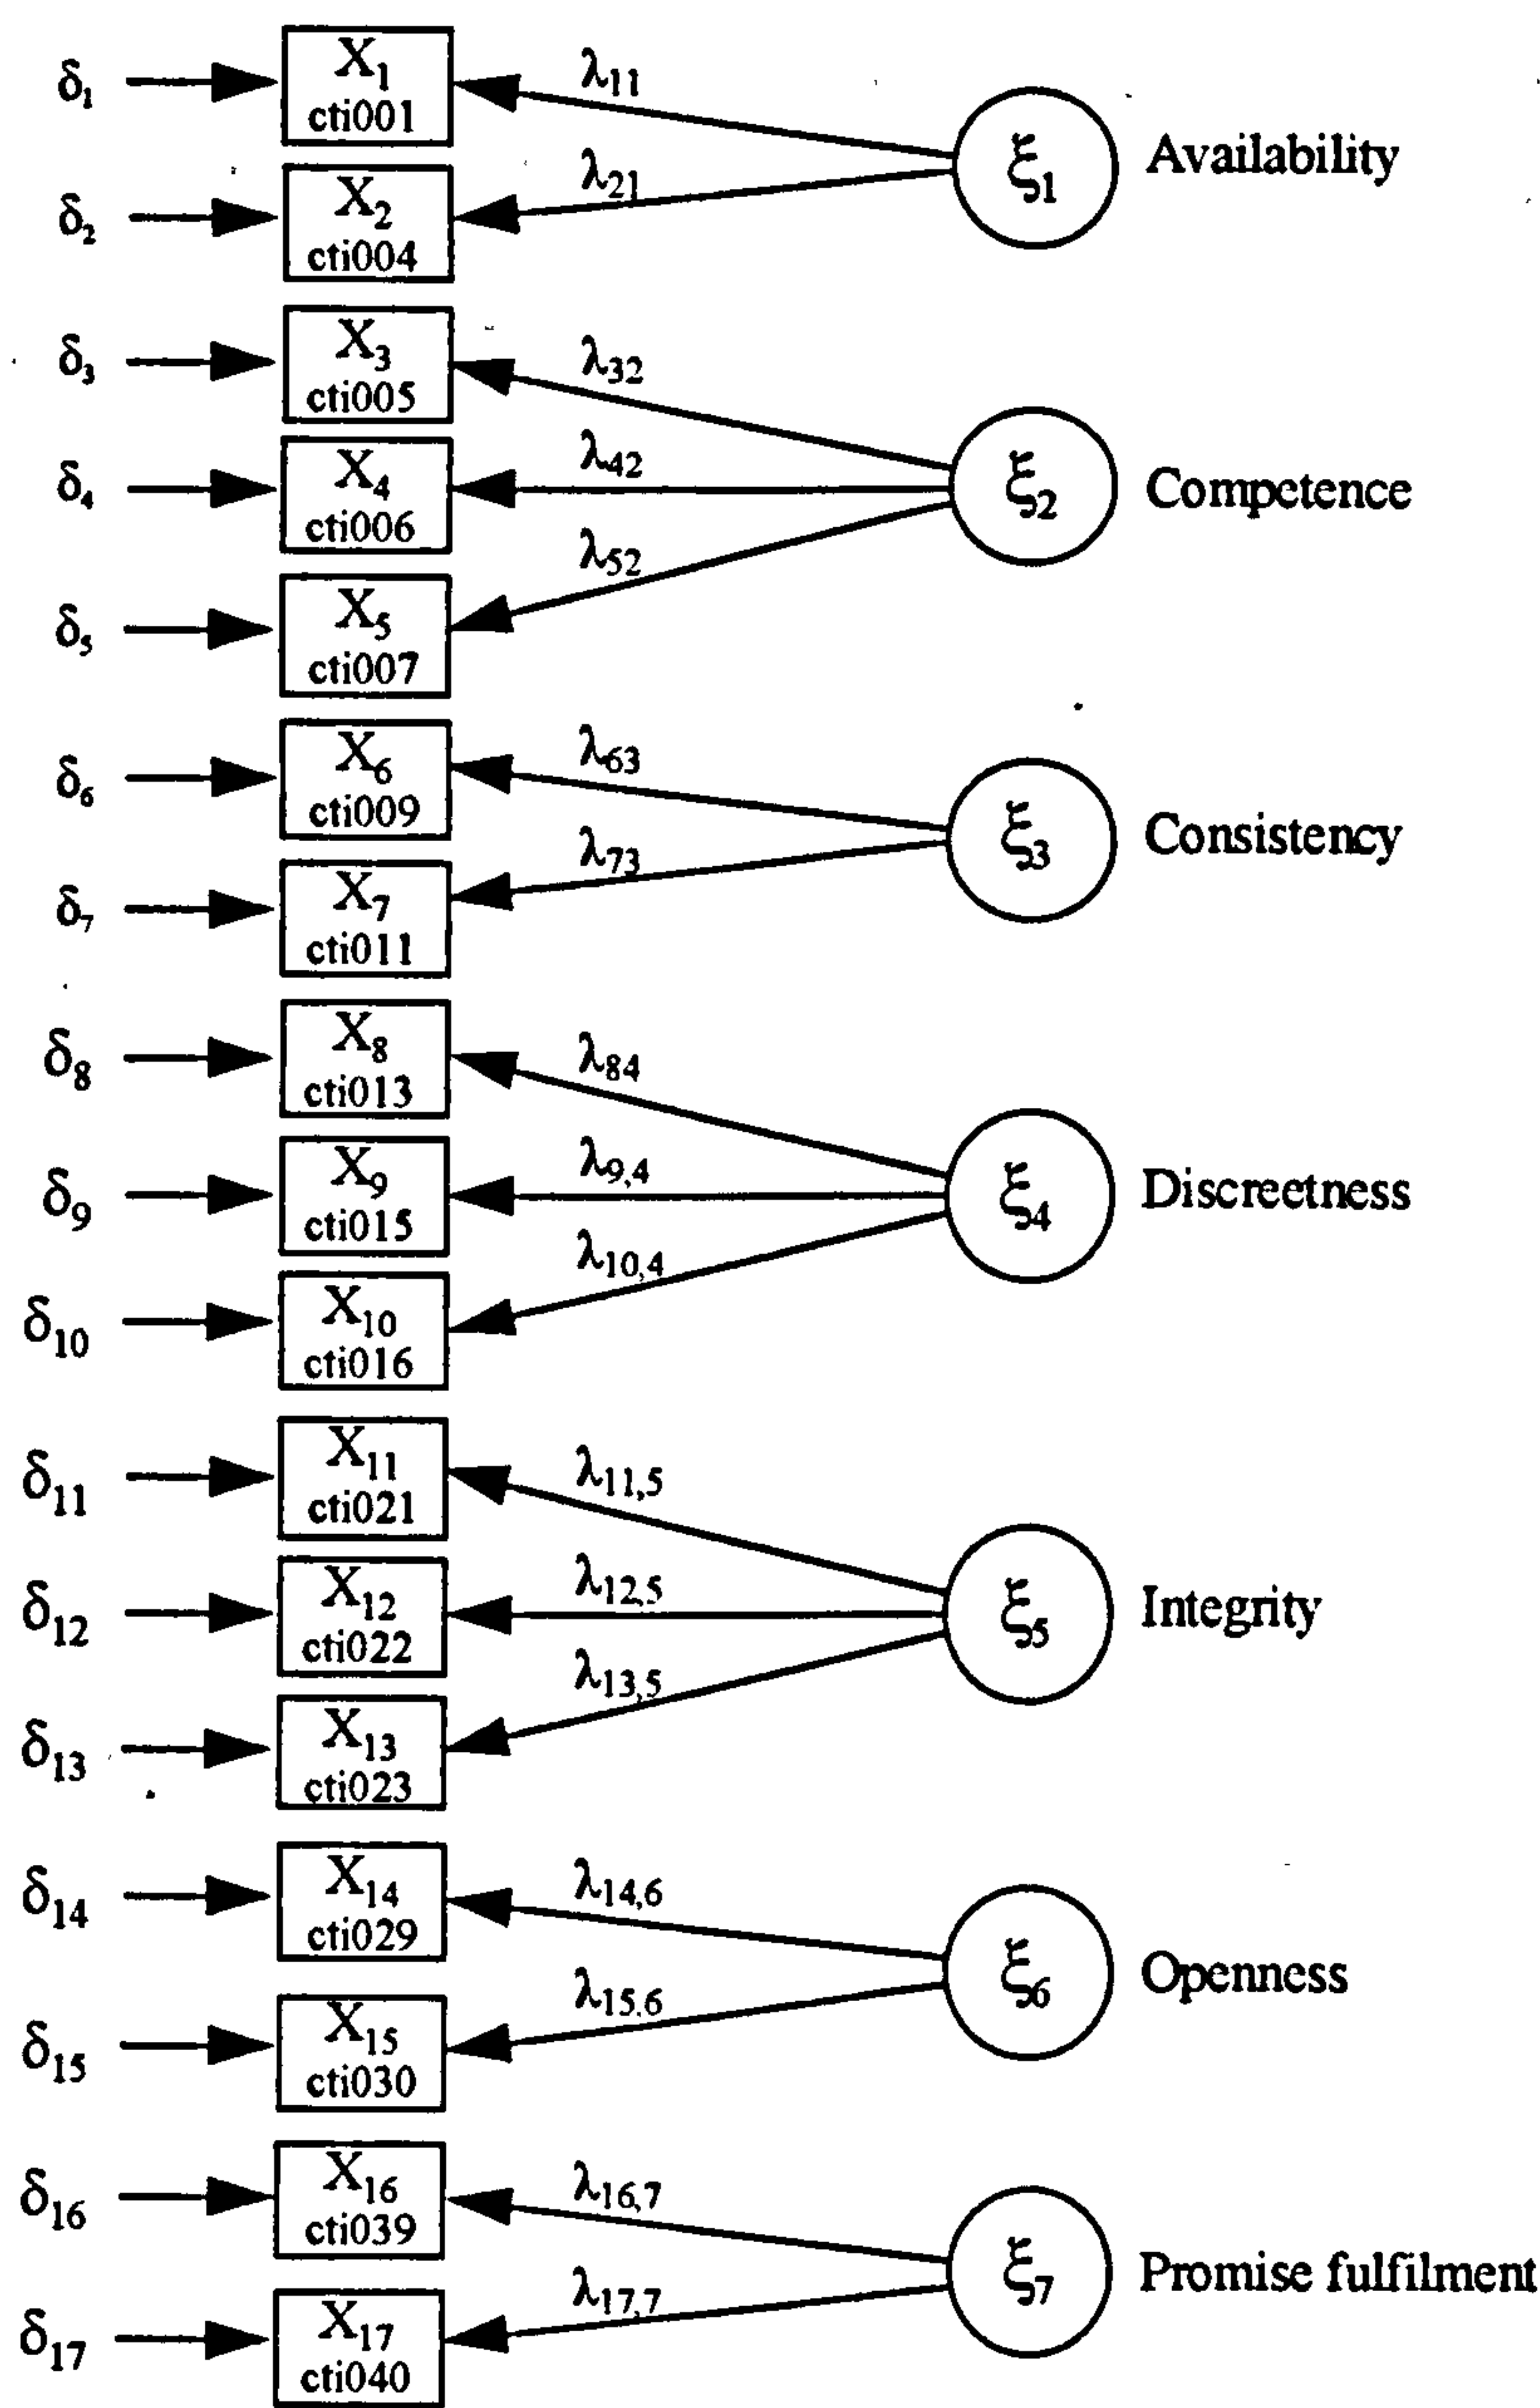 δ₁ X₁ λ₁₁
cti001
ξ₁ Availability
δ₂ X₂ λ₂₁
cti004
δ₃ X₃ λ₃₂
cti005
δ₄ X₄ λ₄₂ ξ₂ Competence
cti006
δ₅ X₅ λ₅₂
cti007
δ₆ X₆ λ₆₃
cti009
ξ₃ Consistency
δ₇ X₇ λ₇₃
cti011
δ₈ X₈ λ₈₄
cti013
δ₉ X₉ λ₉,₄ ξ₄ Discreetness
cti015
δ₁₀ X₁₀ λ₁₀,₄
cti016
δ₁₁ X₁₁ λ₁₁,₅
cti021
δ₁₂ X₁₂ λ₁₂,₅ ξ₅ Integrity
cti022
δ₁₃ X₁₃ λ₁₃,₅
cti023
δ₁₄ X₁₄ λ₁₄,₆
cti029
ξ₆ Openness
δ₁₅ X₁₅ λ₁₅.₆
cti030
δ₁₆ X₁₆ λ₁₆,₇
cti039
ξ₇ Promise fulfilment
δ₁₇ X₁₇ λ₁₇,₇
cti040